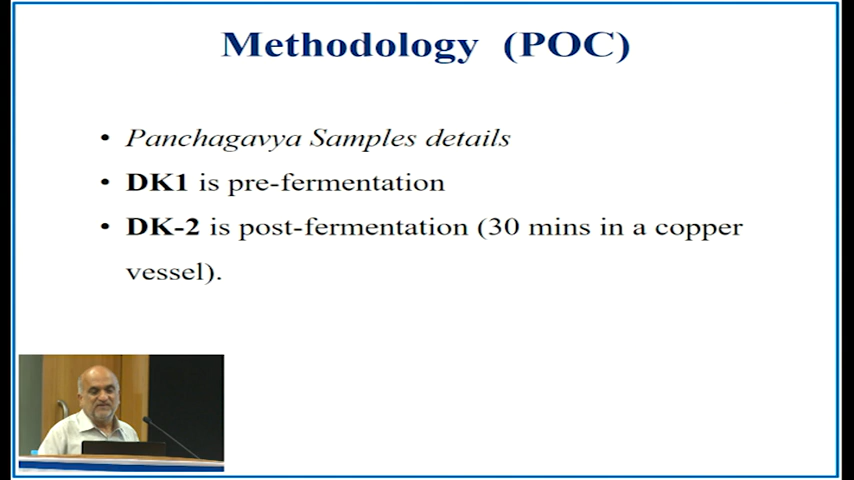 Methodology (POC)
• Panchagavya Samples details
• DK1 is pre-fermentation
• DK-2 is post-fermentation (30 mins in a copper
vessel).